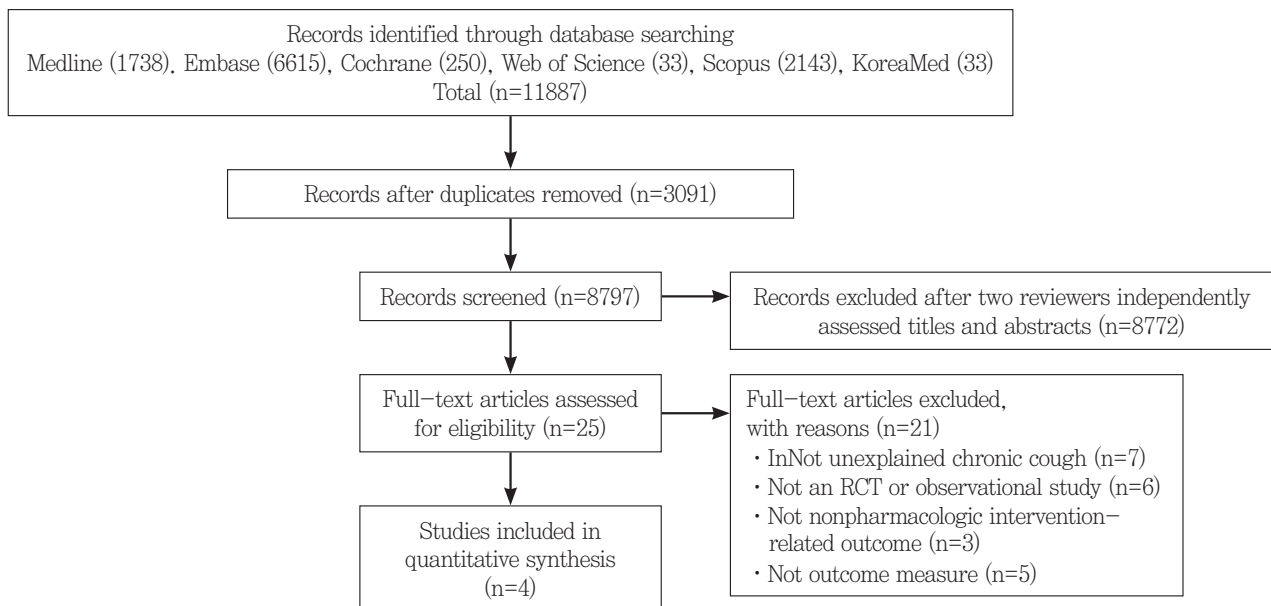 Records identified through database searching
Medline (1738), Embase (6615), Cochrane (250), Web of Science (33), Scopus (2143), KoreaMed (33)
Total (n=11887)
Records after duplicates removed (n=3091)
Records screened (n=8797)
Records excluded after two reviewers independently
assessed titles and abstracts (n=8772)
Full-text articles assessed
for eligibility (n=25)
Full-text articles excluded,
with reasons (n=21)
· InNot unexplained chronic cough (n=7)
· Not an RCT or observational study (n=6)
· Not nonpharmacologic intervention-
related outcome (n=3)
· Not outcome measure (n=5)
Studies included in
quantitative synthesis
(n=4)